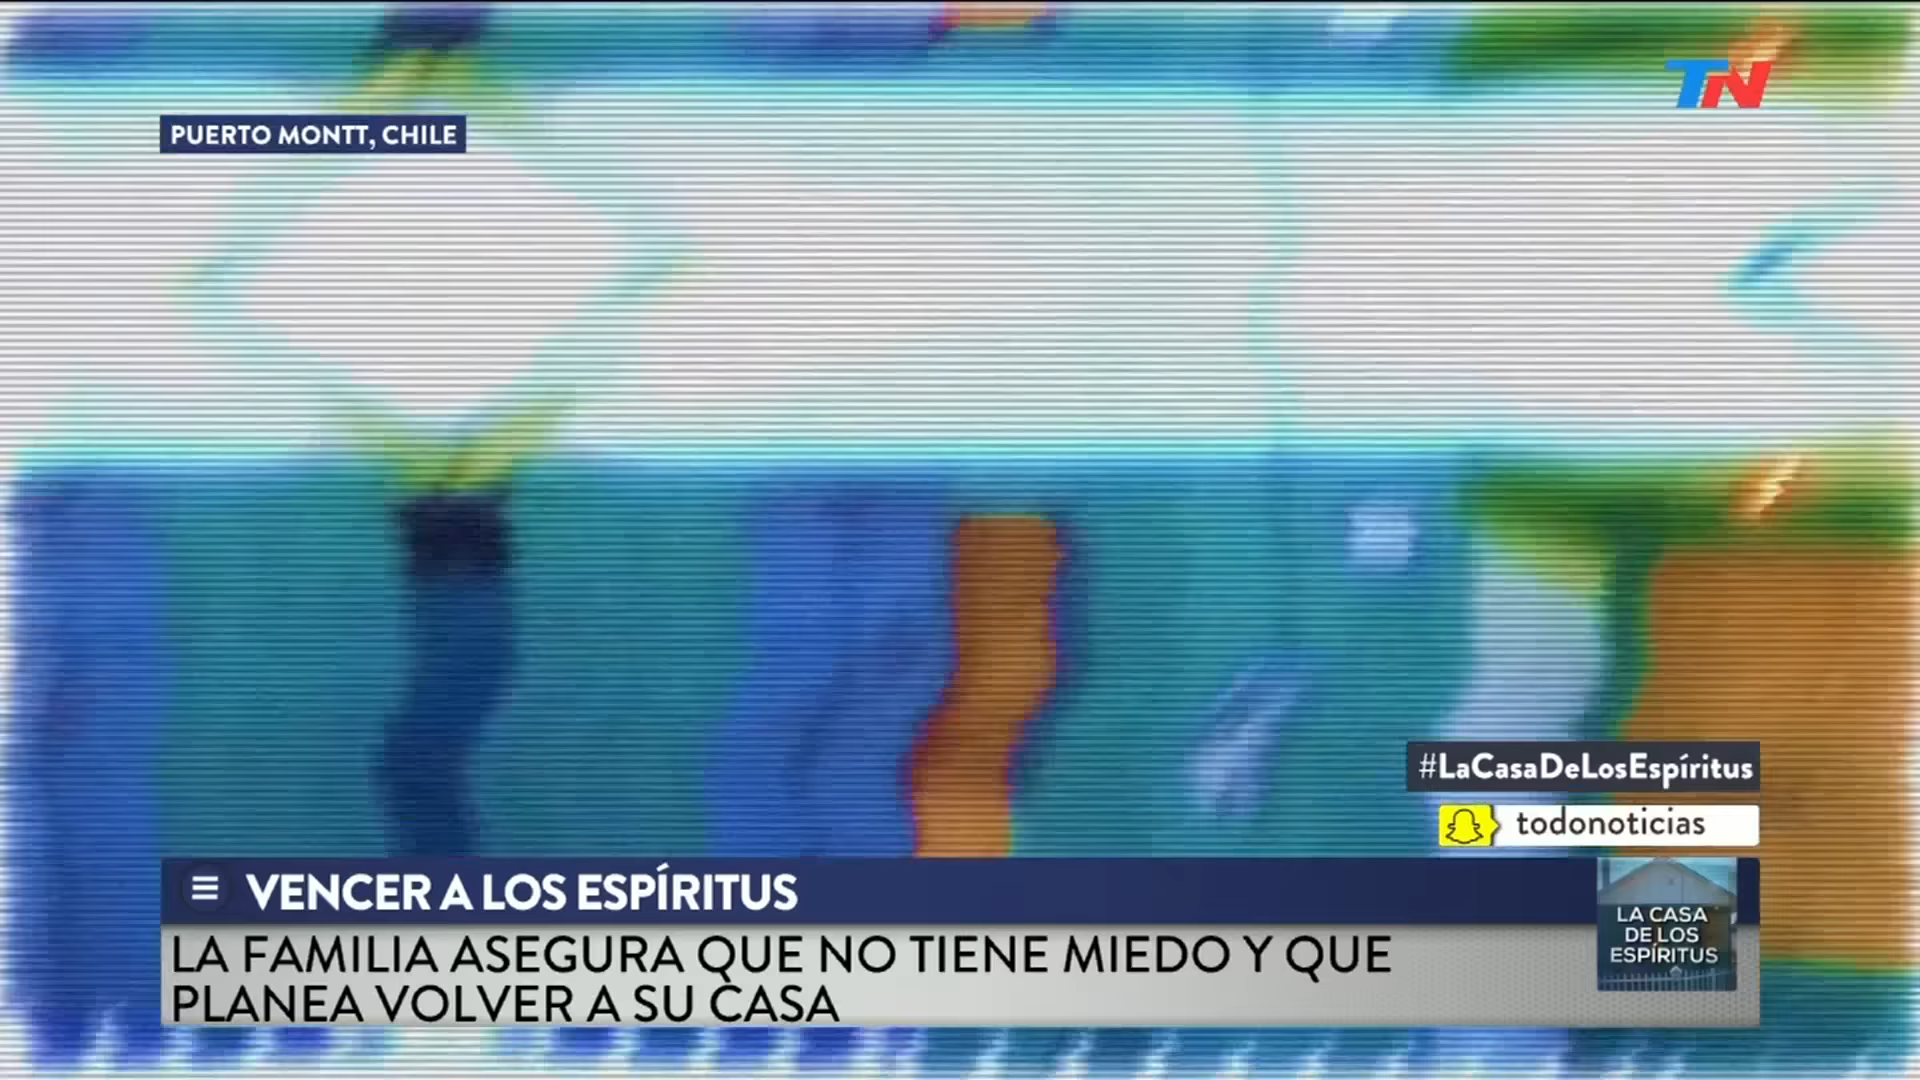 TN
PUERTO MONTT, CHILE
#LaCasaDeLosEspíritus
todonoticias
VENCER A LOS ESPÍRITUS
LA CASA
DE LOS
ESPÍRITUS
LA FAMILIA ASEGURA QUE NO TIENE MIEDO Y QUE
PLANEA VOLVER A SU CASA